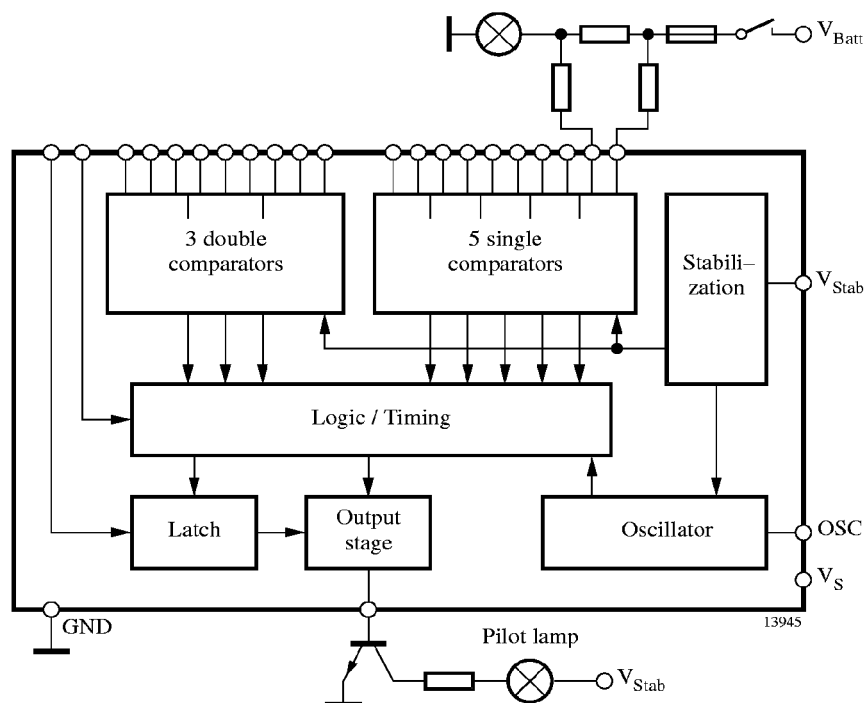 V_Batt
3 double
comparators
5 single
comparators
Stabili–
zation
V_Stab
Logic / Timing
Latch
Output
stage
Oscillator
OSC
V_S
GND
13945
Pilot lamp
V_Stab